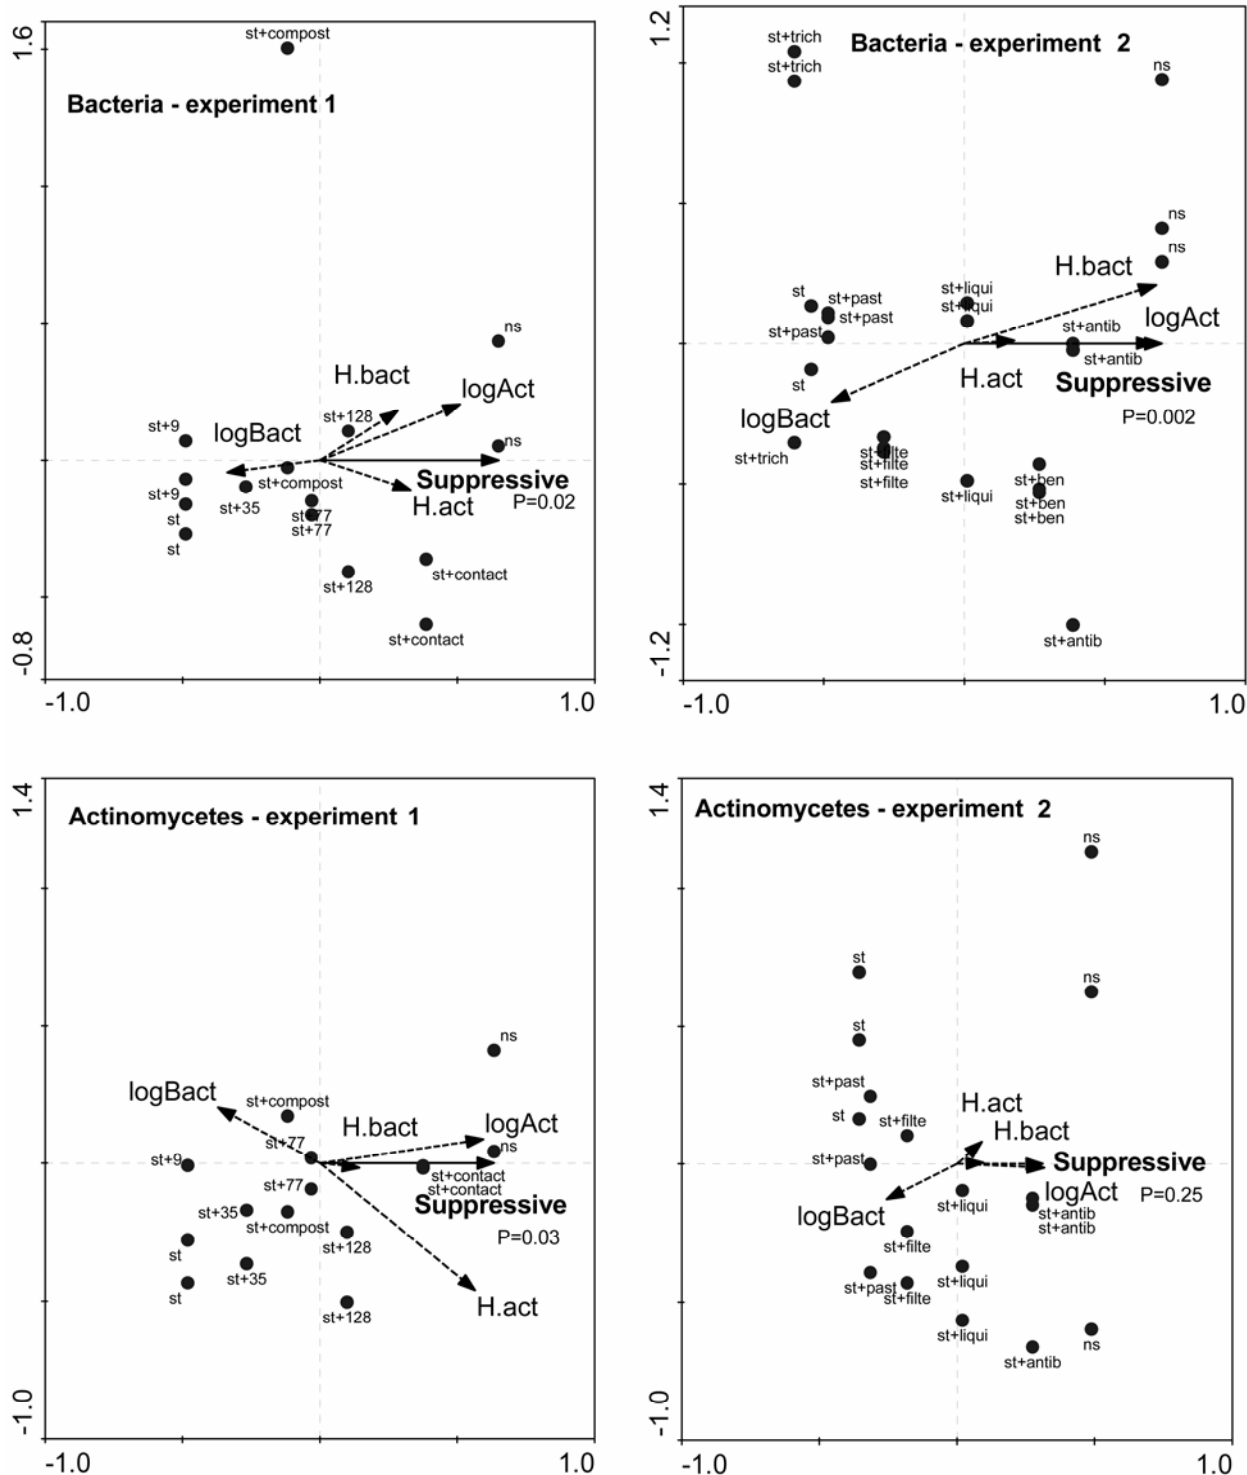 1.6
st+compost
Bacteria - experiment 1
ns
H.bact
logAct
st+128
st+9
logBact
ns
st+compost
Suppressive
st+9
st+35
H.act
P=0.02
st
st+77
st+77
st
st+128
st+contact
st+contact
-0.8
-1.0
1.0
1.2
st+trich
Bacteria - experiment 2
st+trich
ns
ns
ns
H.bact
st
st+past
st+liqui
st+past
st+liqui
logAct
st+past
st+antib
st+antib
st
H.act
Suppressive
logBact
P=0.002
st+trich
st+filte
st+filte
st+filte
st+liqui
st+ben
st+ben
st+ben
st+antib
-1.2
-1.0
1.0
1.4
Actinomycetes - experiment 1
ns
logBact
st+compost
H.bact
logAct
st+77
ns
st+9
st+contact
st+77
st+contact
Suppressive
st+35
st+compost
P=0.03
st+128
st
st+35
st
H.act
st+128
-1.0
-1.0
1.0
1.4
Actinomycetes - experiment 2
ns
st
ns
st
st+past
H.act
st
st+filte
H.bact
st+past
Suppressive
logAct
P=0.25
st+liqui
logBact
st+antib
st+antib
st+filte
st+liqui
st+past
st+filte
st+liqui
ns
st+antib
-1.0
-1.0
1.0